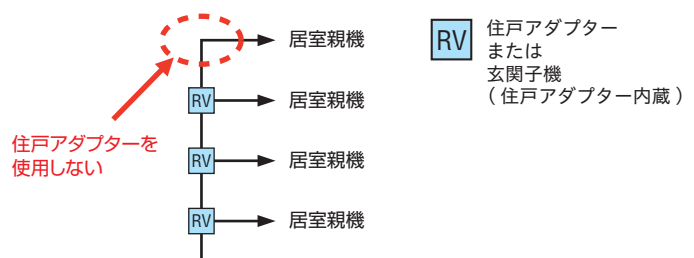 居室親機
RV 居室親機
RV 居室親機
RV 居室親機
住戸アダプターを
使用しない
RV
住戸アダプター
または
玄関子機
( 住戸アダプター内蔵 )